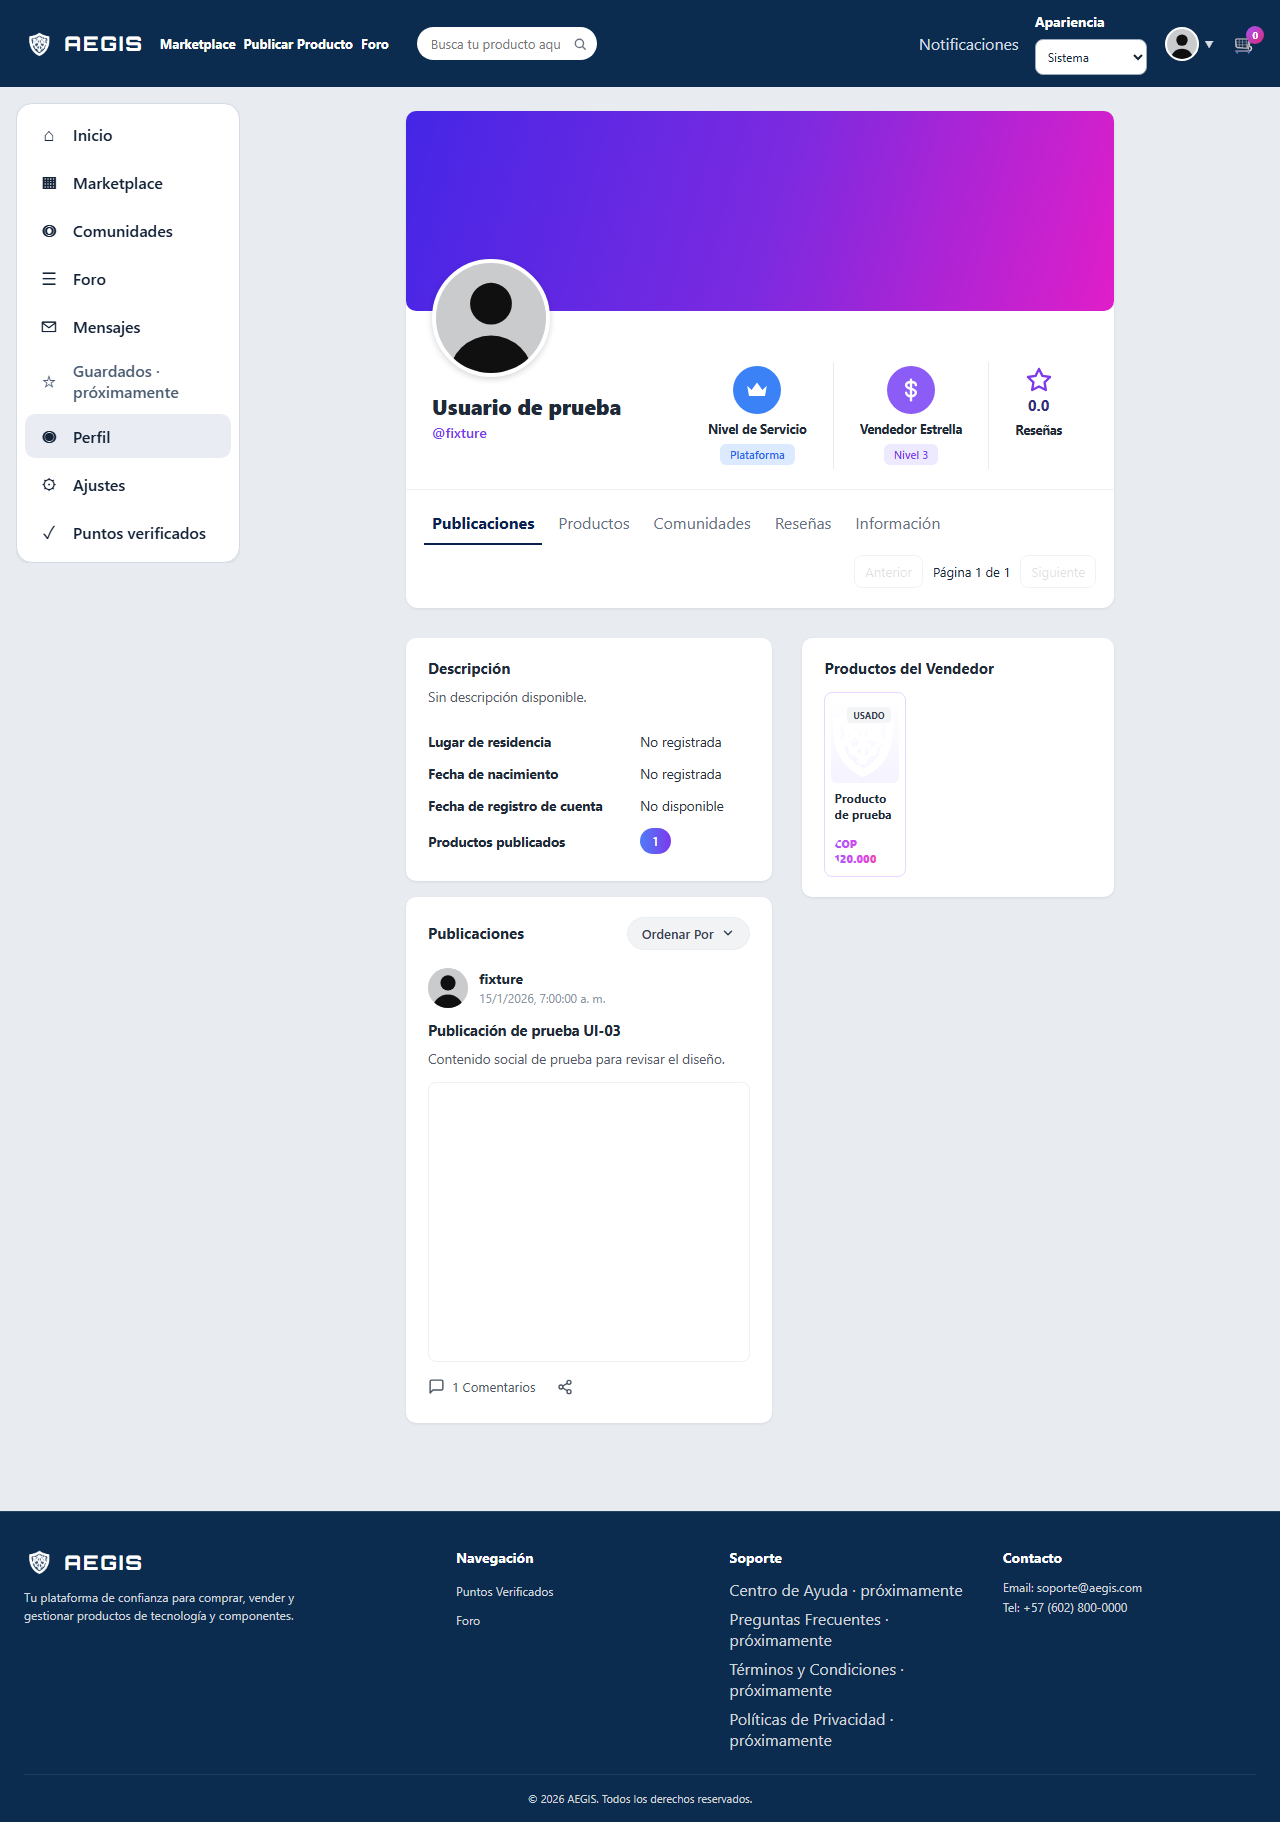 AEGIS
Marketplace Publicar Producto Foro
Busca tu producto aqu
Notificaciones
Apariencia
Sistema
0
Inicio
Marketplace
Comunidades
Foro
Mensajes
Guardados ·
próximamente
Perfil
Ajustes
Puntos verificados
Usuario de prueba
@fixture
Nivel de Servicio
Plataforma
Vendedor Estrella
Nivel 3
0.0
Reseñas
Publicaciones Productos Comunidades Reseñas Información
Anterior Página 1 de 1 Siguiente
Descripción
Sin descripción disponible.
Lugar de residencia No registrada
Fecha de nacimiento No registrada
Fecha de registro de cuenta No disponible
Productos publicados 1
Productos del Vendedor
USADO
Producto
de prueba
COP
120.000
Publicaciones
Ordenar Por
fixture
15/1/2026, 7:00:00 a. m.
Publicación de prueba UI-03
Contenido social de prueba para revisar el diseño.
1 Comentarios
AEGIS
Tu plataforma de confianza para comprar, vender y
gestionar productos de tecnología y componentes.
Navegación
Puntos Verificados
Foro
Soporte
Centro de Ayuda · próximamente
Preguntas Frecuentes ·
próximamente
Términos y Condiciones ·
próximamente
Políticas de Privacidad ·
próximamente
Contacto
Email: soporte@aegis.com
Tel: +57 (602) 800-0000
© 2026 AEGIS. Todos los derechos reservados.